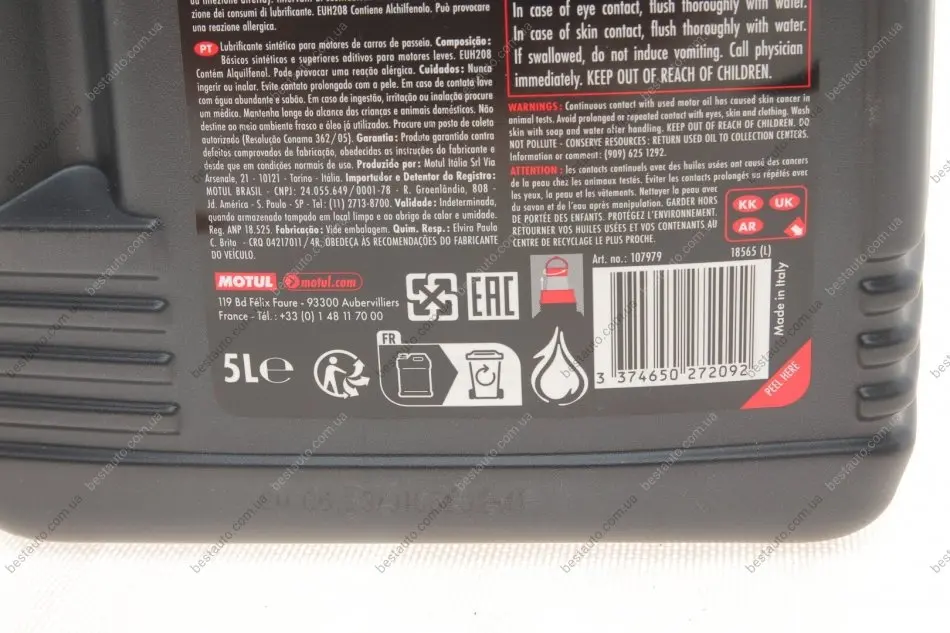 zione dei consumi di lubrificante. EUH208 Contiene Alchilfenolo. Può provocare
una reazione allergica.
PT Lubrificante sintético para motores de carros de passeio. Composição:
Básicos sintéticos e superiores aditivos para motores leves. EUH208
Contém Alquilfenol. Pode provocar uma reação alérgica. Cuidados: Nunca
ingerir ou inalar. Evite contato prolongado com a pele. Em caso de contato lave
com água abundante e sabão. Em caso de ingestão, irritação ou inalação procure
um médico. Mantenha longe do alcance das crianças e animais domésticos. Não
destine ao meio ambiente frasco e óleo já utilizados. Procure um posto de coleta
autorizado (Resolução Conama 362/05). Garantia: Produto garantido contra
defeitos comprovados de fabricação, obedecidas as instruções do fabricante e
desde que em condições normais de uso. Produzido por: Motul Itália Srl Via
Arsenale, 21 - 10121 - Torino - Itália. Importador e Detentor do Registro:
MOTUL BRASIL - CNPJ: 24.055.649/0001-78 - R. Groenlândia, 808 -
Jd. América - S. Paulo - SP - Tel: (11) 2713-8700. Validade: Indeterminada,
quando armazenado tampado em local limpo e ao abrigo de calor e umidade.
Reg. ANP 18.525. Fabricação: Vide embalagem. Quim. Resp.: Elvira Paula
C. Brito - CRQ 04217011/4R. OBEDEÇA AS RECOMENDAÇÕES DO FABRICANTE
DO VEÍCULO.
In case of eye contact, flush thoroughly with water.
In case of skin contact, flush thoroughly with water.
If swallowed, do not induce vomiting. Call physician
immediately. KEEP OUT OF REACH OF CHILDREN.
WARNINGS: Continuous contact with used motor oil has caused skin cancer in
animal tests. Avoid prolonged or repeated contact with eyes, skin and clothing. Wash
skin with soap and water after handling. KEEP OUT OF REACH OF CHILDREN. DO
NOT POLLUTE - CONSERVE RESOURCES: RETURN USED OIL TO COLLECTION CENTERS.
Information or comment: (909) 625 1292.
ATTENTION: les contacts continuels avec des huiles usées ont causé des cancers
de la peau chez les animaux testés. Éviter les contacts prolongés ou répétés avec
les yeux, la peau et les vêtements. Nettoyer la peau avec
du savon et de l'eau après manipulation. GARDER HORS
DE PORTÉE DES ENFANTS. PROTÉGEZ L'ENVIRONNEMENT.
RETOURNER VOS HUILES USÉES ET VOS CONTENANTS AU
CENTRE DE RECYCLAGE LE PLUS PROCHE.
KK UK
AR
Art. no.: 107979
18565 (L)
MOTUL motul.com
119 Bd Félix Faure - 93300 Aubervilliers
France - Tél.: +33 (0) 1 48 11 70 00
EAC
FR
5L e
3 374650 272092
Made in Italy
PEEL HERE
bestauto.com.ua